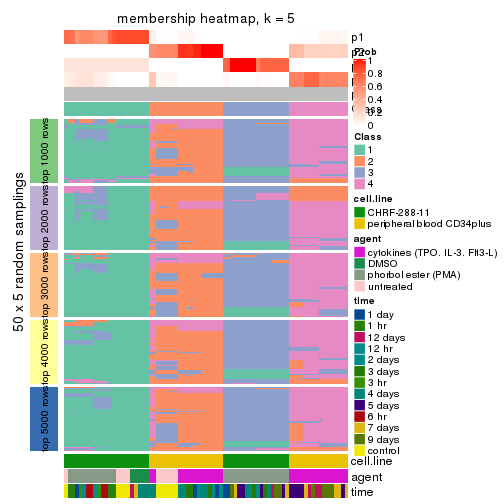 membership heatmap, k = 5
p1
p2
Prob
1
0.8
0.6
0.4
0.2
0
Class
1
2
3
4
cell.line
CHRF-288-11
peripheral blood CD34plus
agent
cytokines (TPO. IL-3. Flt3-L)
DMSO
phorbol ester (PMA)
untreated
time
1 day
1 hr
12 days
12 hr
2 days
3 days
3 hr
4 days
5 days
6 hr
7 days
9 days
control
50 x 5 random samplings
top 1000 rows
top 2000 rows
top 3000 rows
top 4000 rows
top 5000 rows
cell.line
agent
time